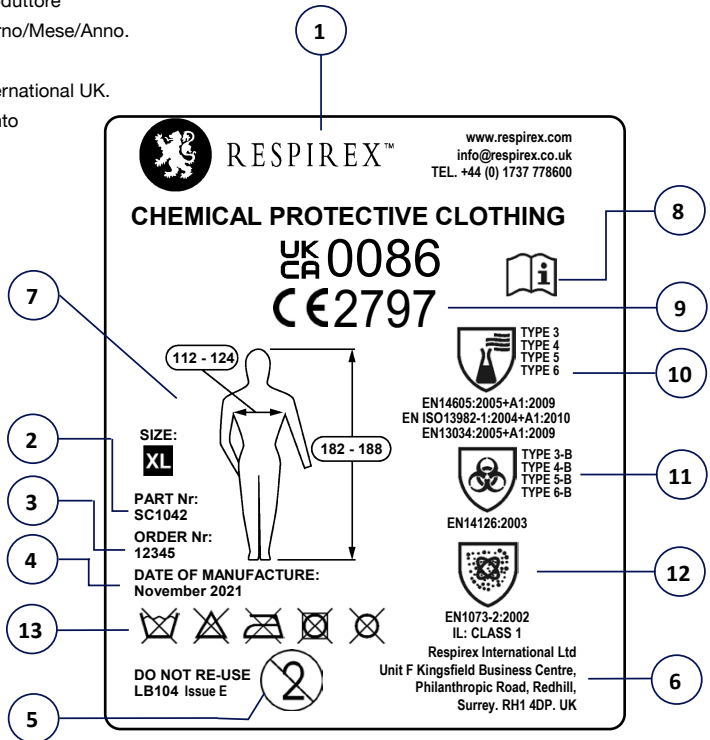 duttore
rno/Mese/Anno.
ernational UK.
nto
1
RESPIREX™
www.respirex.com
info@respirex.co.uk
TEL. +44 (0) 1737 778600
CHEMICAL PROTECTIVE CLOTHING
UK
CA 0086
CE2797
8
9
7
112 - 124
182 - 188
TYPE 3
TYPE 4
TYPE 5
TYPE 6
10
EN14605:2005+A1:2009
EN ISO13982-1:2004+A1:2010
EN13034:2005+A1:2009
2
SIZE:
XL
PART Nr:
SC1042
3
ORDER Nr:
12345
4
DATE OF MANUFACTURE:
November 2021
TYPE 3-B
TYPE 4-B
TYPE 5-B
TYPE 6-B
11
EN14126:2003
12
EN1073-2:2002
IL: CLASS 1
13
DO NOT RE-USE
LB104 Issue E
2
5
Respirex International Ltd
Unit F Kingsfield Business Centre,
Philanthropic Road, Redhill,
Surrey. RH1 4DP. UK
6